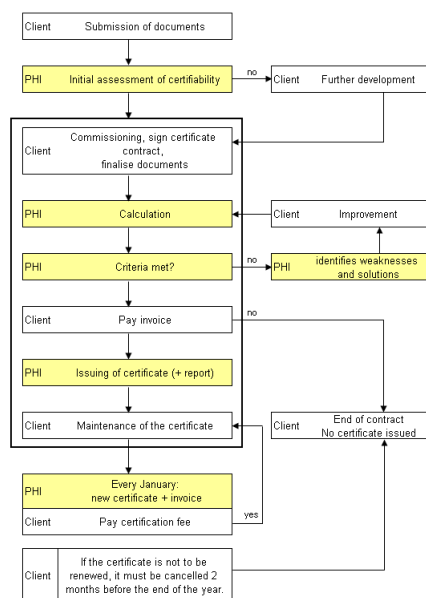 Client Submission of documents
PHI Initial assessment of certifiability
no
Client Further development
Commissioning, sign certificate
contract,
Client
finalise documents
PHI Calculation
Client Improvement
PHI Criteria met?
no
identifies weaknesses
PHI
and solutions
Client Pay invoice
no
PHI Issuing of certificate (+ report)
Client Maintenance of the certificate
End of contract
Client
No certificate issued
Every January:
PHI
new certificate + invoice
Client Pay certification fee
yes
If the certificate is not to be
Client
renewed, it must be cancelled 2
months before the end of the year.